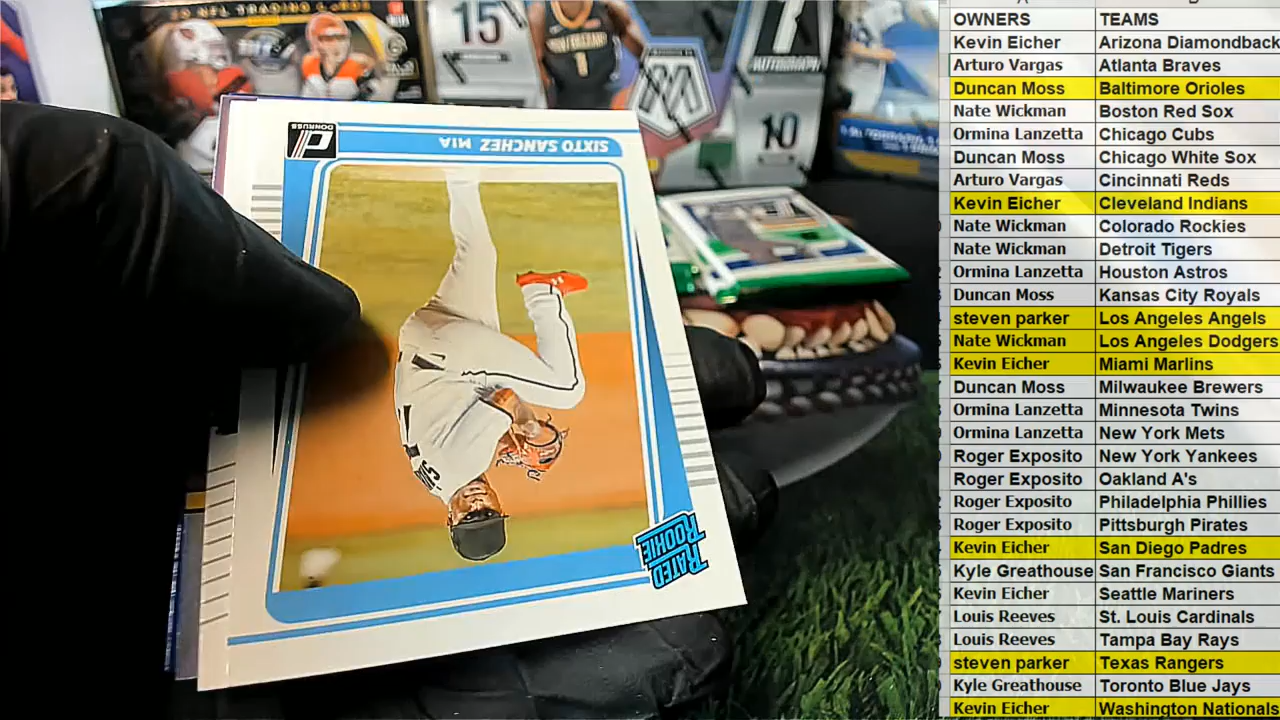 NFL TRADING CARDS
15
7
AUTOGRAPH
10
1
DONRUSS
SIXTO SANCHEZ MIA
RATED
ROOKIE
OWNERS TEAMS
Kevin Eicher Arizona Diamondback
Arturo Vargas Atlanta Braves
Duncan Moss Baltimore Orioles
Nate Wickman Boston Red Sox
Ormina Lanzetta Chicago Cubs
Duncan Moss Chicago White Sox
Arturo Vargas Cincinnati Reds
Kevin Eicher Cleveland Indians
Nate Wickman Colorado Rockies
Nate Wickman Detroit Tigers
Ormina Lanzetta Houston Astros
Duncan Moss Kansas City Royals
steven parker Los Angeles Angels
Nate Wickman Los Angeles Dodgers
Kevin Eicher Miami Marlins
Duncan Moss Milwaukee Brewers
Ormina Lanzetta Minnesota Twins
Ormina Lanzetta New York Mets
Roger Exposito New York Yankees
Roger Exposito Oakland A's
Roger Exposito Philadelphia Phillies
Roger Exposito Pittsburgh Pirates
Kevin Eicher San Diego Padres
Kyle Greathouse San Francisco Giants
Kevin Eicher Seattle Mariners
Louis Reeves St. Louis Cardinals
Louis Reeves Tampa Bay Rays
steven parker Texas Rangers
Kyle Greathouse Toronto Blue Jays
Kevin Eicher Washington Nationals